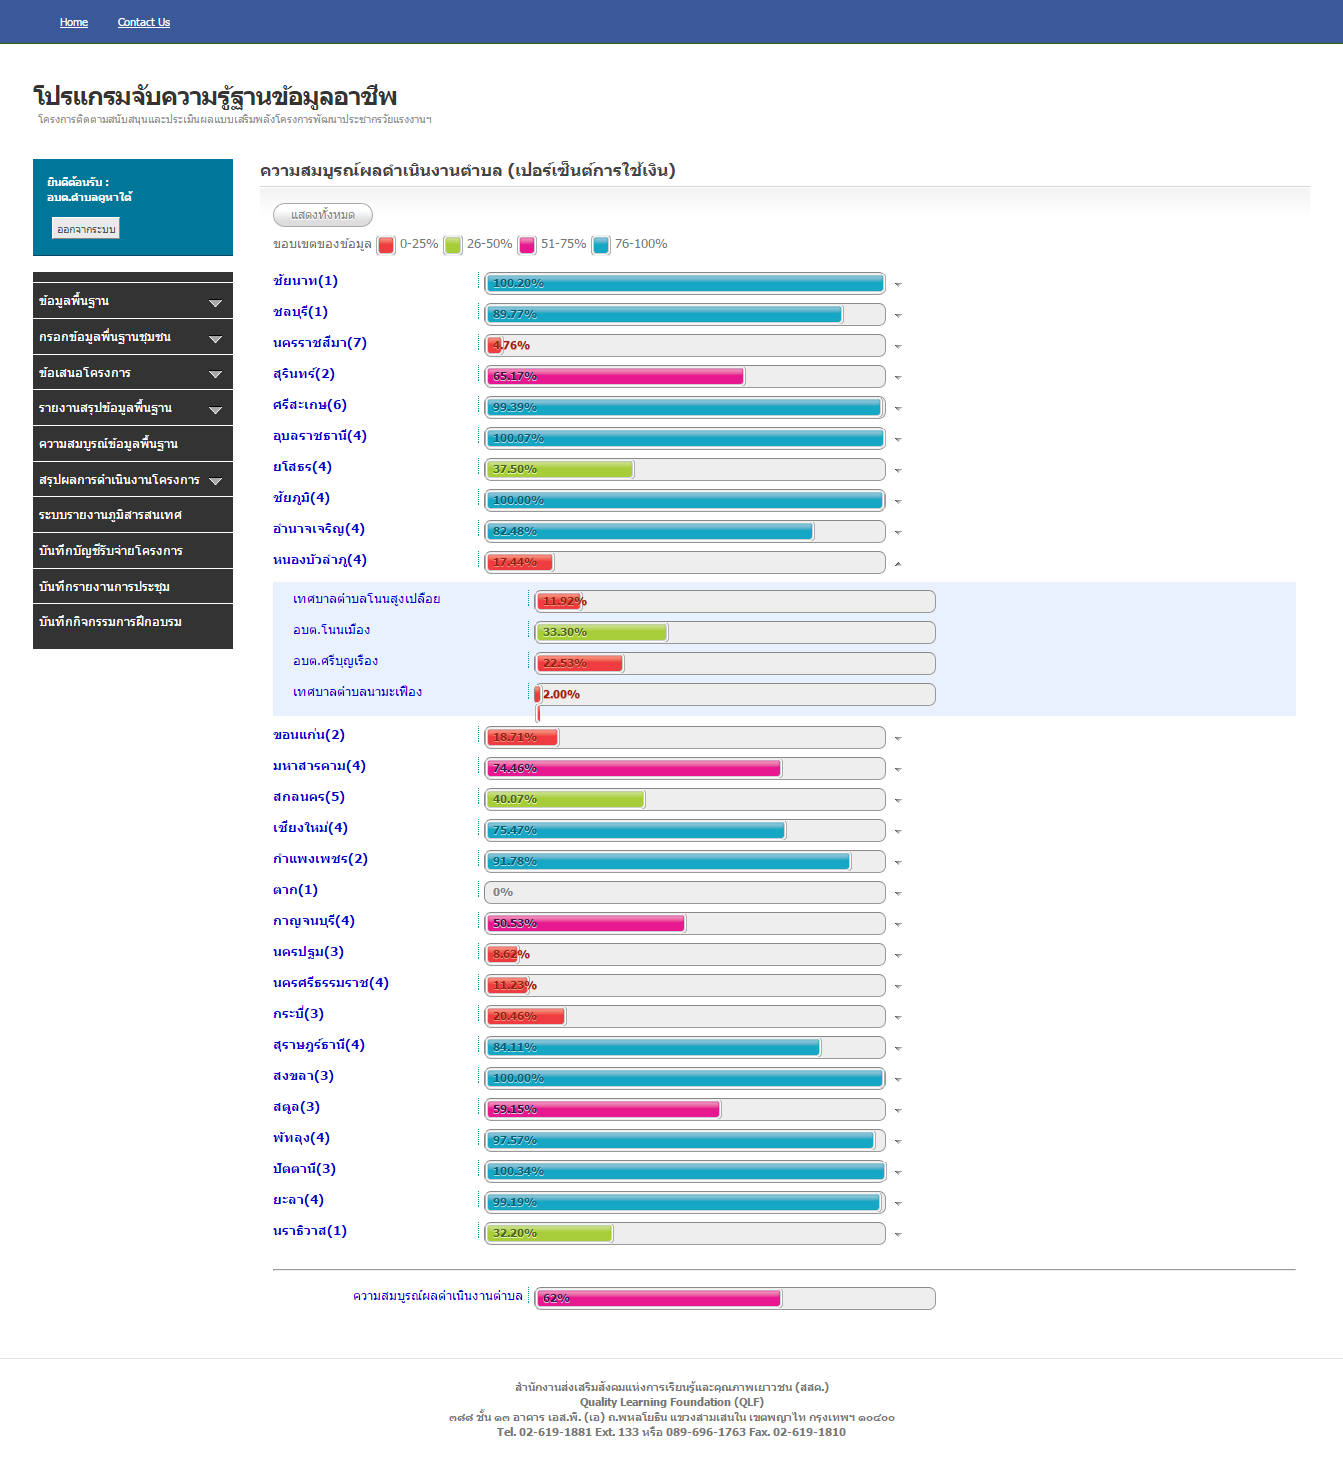 Home Contact Us
โปรแกรมจับความรู้ฐานข้อมูลอาชีพ
โครงการติดตามสนับสนุนและประเมินผลแบบเสริมพลังโครงการพัฒนาประชากรวัยแรงงานฯ
ยินดีต้อนรับ :
อบต.ตำบลคูหาใต้
ออกจากระบบ
ข้อมูลพื้นฐาน
กรอกข้อมูลพื้นฐานชุมชน
ข้อเสนอโครงการ
รายงานสรุปข้อมูลพื้นฐาน
ความสมบูรณ์ข้อมูลพื้นฐาน
สรุปผลการดำเนินงานโครงการ
ระบบรายงานภูมิสารสนเทศ
บันทึกบัญชีรับจ่ายโครงการ
บันทึกรายงานการประชุม
บันทึกกิจกรรมการฝึกอบรม
ความสมบูรณ์ผลดำเนินงานตำบล (เปอร์เซ็นต์การใช้เงิน)
แสดงทั้งหมด
ขอบเขตของข้อมูล 0-25% 26-50% 51-75% 76-100%
ชัยนาท(1) 100.20%
ชลบุรี(1) 89.77%
นครราชสีมา(7) 4.76%
สุรินทร์(2) 65.17%
ศรีสะเกษ(6) 99.39%
อุบลราชธานี(4) 100.07%
ยโสธร(4) 37.50%
ชัยภูมิ(4) 100.00%
อำนาจเจริญ(4) 82.48%
หนองบัวลำภู(4) 17.44%
เทศบาลตำบลโนนสูงเปลือย 11.92%
อบต.โนนเมือง 33.30%
อบต.ศรีบุญเรือง 22.53%
เทศบาลตำบลนามะเฟือง 2.00%
ขอนแก่น(2) 18.71%
มหาสารคาม(4) 74.46%
สกลนคร(5) 40.07%
เชียงใหม่(4) 75.47%
กำแพงเพชร(2) 91.78%
ตาก(1) 0%
กาญจนบุรี(4) 50.53%
นครปฐม(3) 8.62%
นครศรีธรรมราช(4) 11.23%
กระบี่(3) 20.46%
สุราษฎร์ธานี(4) 84.11%
สงขลา(3) 100.00%
สตูล(3) 59.15%
พัทลุง(4) 97.57%
ปัตตานี(3) 100.34%
ยะลา(4) 99.19%
นราธิวาส(1) 32.20%
ความสมบูรณ์ผลดำเนินงานตำบล 62%
สำนักงานส่งเสริมสังคมแห่งการเรียนรู้และคุณภาพเยาวชน (สสค.)
Quality Learning Foundation (QLF)
๓๘๘ ชั้น ๑๓ อาคาร เอส.พี. (เอ) ถ.พหลโยธิน แขวงสามเสนใน เขตพญาไท กรุงเทพฯ ๑๐๔๐๐
Tel. 02-619-1881 Ext. 133 หรือ 089-696-1763 Fax. 02-619-1810